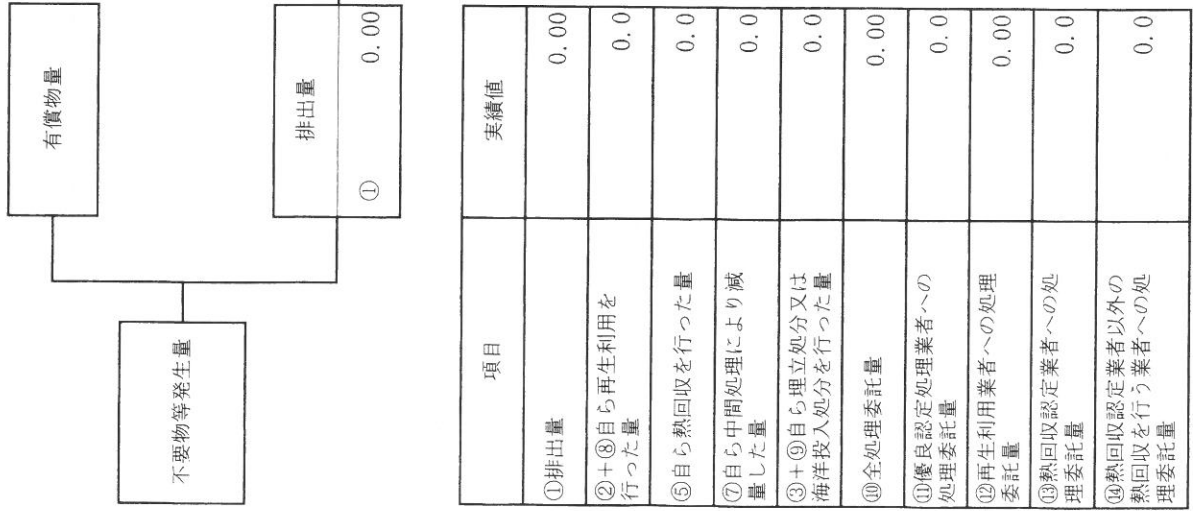 有償物量
不要物等発生量
排出量
① 0.00
項目 実績値
①排出量 0.00
②+⑧自ら再生利用を
行った量 0.0
⑤自ら熱回収を行った量 0.0
⑦自ら中間処理により減
量した量 0.0
③+⑨自ら埋立処分又は
海洋投入処分を行った量 0.0
⑩全処理委託量 0.00
⑪優良認定処理業者への
処理委託量 0.0
⑫再生利用業者への処理
委託量 0.00
⑬熱回収認定業者への処
理委託量 0.0
⑭熱回収認定業者以外の
熱回収を行う業者への処
理委託量 0.0